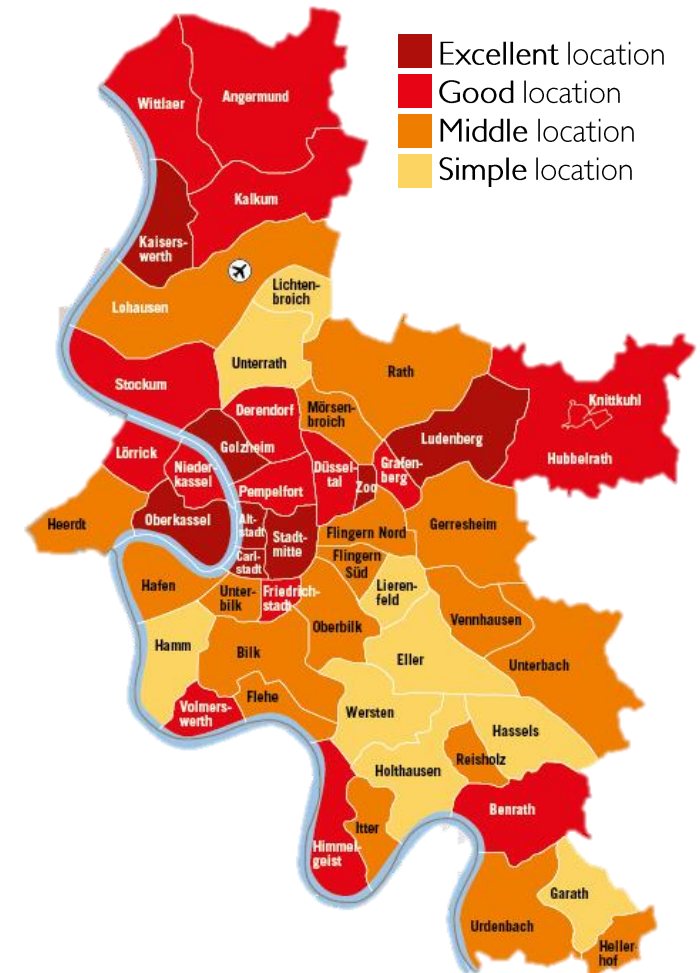 Excellent location
Good location
Middle location
Simple location
Wittlaer
Angermund
Kalkum
Kaisers-
werth
Lichten-
broich
Lohausen
Unterrath
Rath
Stockum
Derendorf
Mörsen-
broich
Knittkuhl
Golzheim
Ludenberg
Hubbelrath
Lörrick
Nieder-
kassel
Düssel-
tal
Grafen-
berg
Zoo
Pempelfort
Heerdt
Oberkassel
Alt-
stadt
Stadt-
mitte
Carl-
stadt
Flingern Nord
Gerresheim
Flingern
Süd
Hafen
Unter-
bilk
Friedrich-
stadt
Lieren-
feld
Oberbilk
Vennhausen
Hamm
Bilk
Eller
Unterbach
Flehe
Volmers-
werth
Wersten
Hassels
Reisholz
Holthausen
Benrath
Itter
Himmel-
geist
Garath
Urdenbach
Heller-
hof